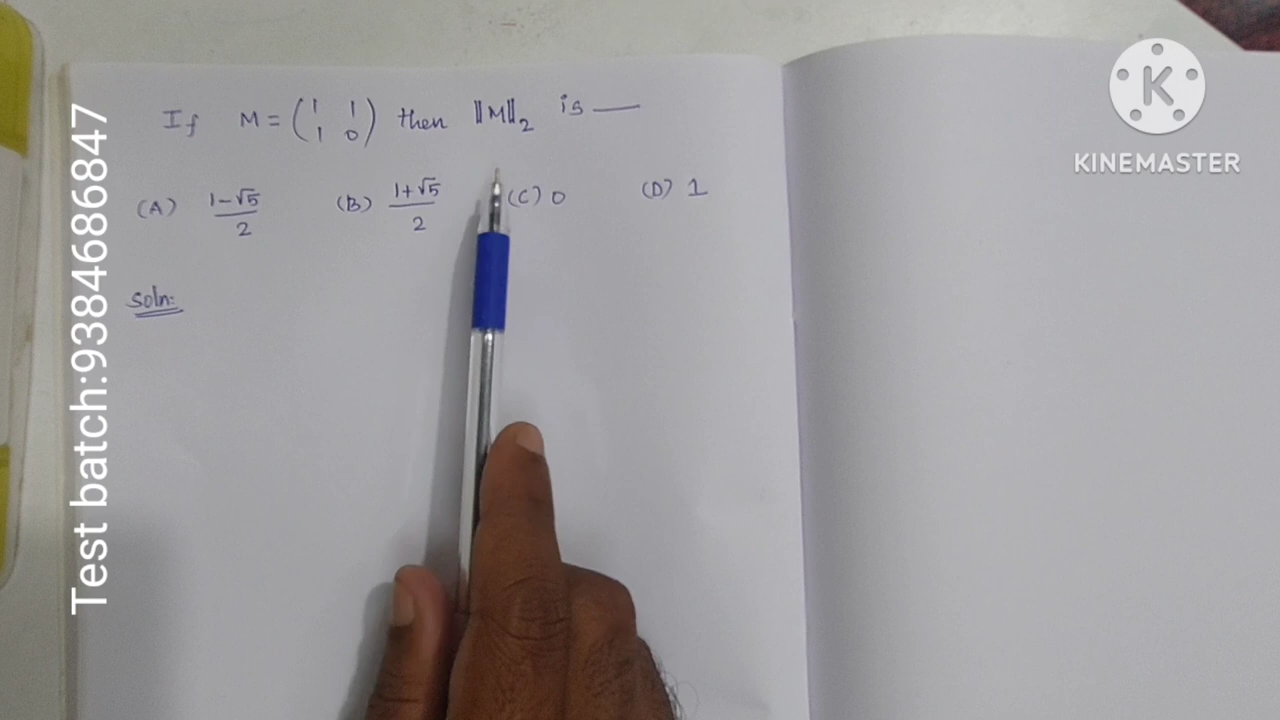 If M = (1 1
1 0) then ||M||₂ is ___
(A) (1-√5)/2 (B) (1+√5)/2 (C) 0 (D) 1
Soln:
Test batch:9384686847
K
KINEMASTER